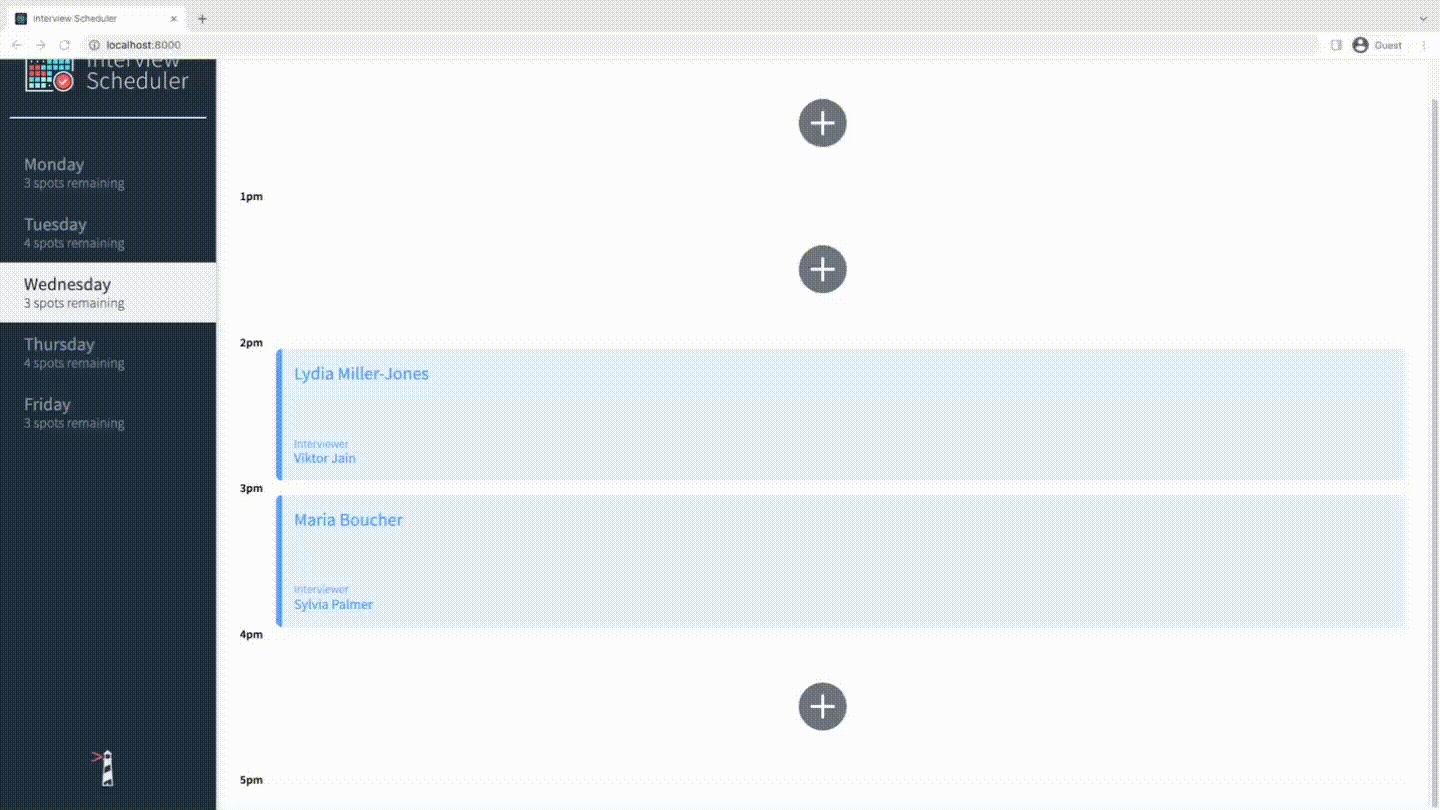 Interview Scheduler
localhost:8000
Guest
Interview
Scheduler
Monday
3 spots remaining
Tuesday
4 spots remaining
Wednesday
3 spots remaining
Thursday
4 spots remaining
Friday
3 spots remaining
1pm
2pm
Lydia Miller-Jones
Interviewer
Viktor Jain
3pm
Maria Boucher
Interviewer
Sylvia Palmer
4pm
5pm